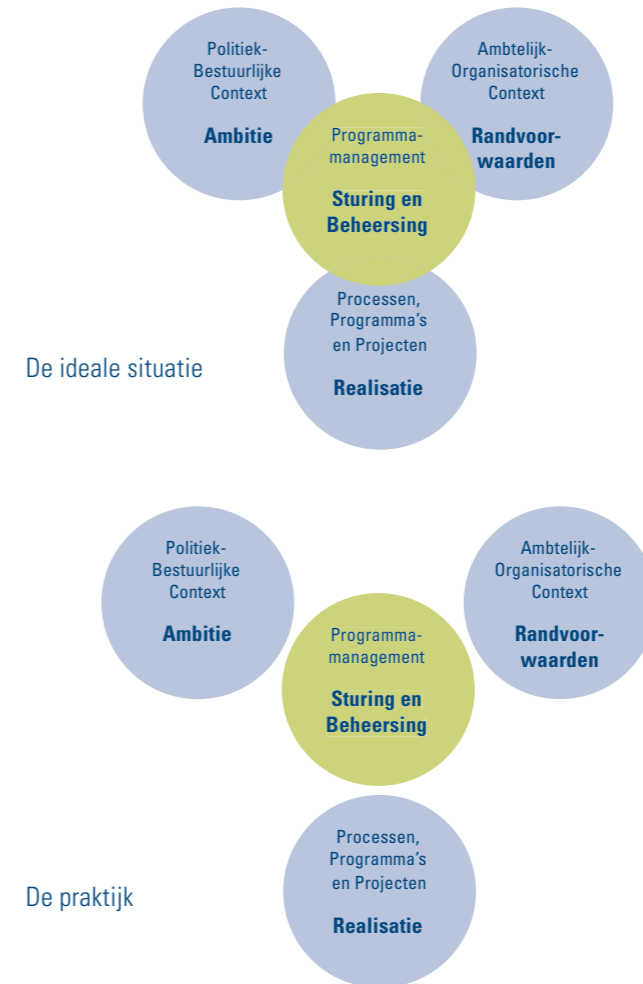 Politiek-
Bestuurlijke
Context
Ambitie
Ambtelijk-
Organisatorische
Context
Randvoor-
waarden
Programma-
management
Sturing en
Beheersing
Processen,
Programma's
en Projecten
Realisatie
De ideale situatie
Politiek-
Bestuurlijke
Context
Ambitie
Ambtelijk-
Organisatorische
Context
Randvoor-
waarden
Programma-
management
Sturing en
Beheersing
Processen,
Programma's
en Projecten
Realisatie
De praktijk